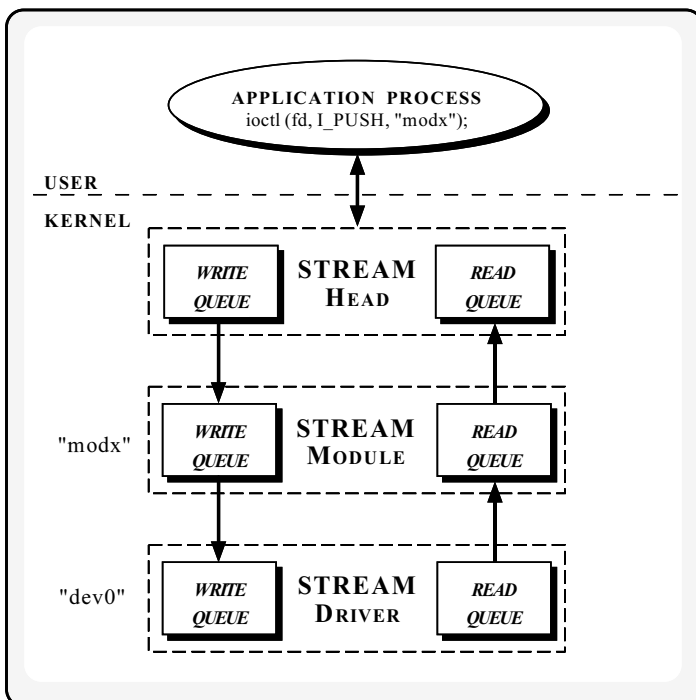 APPLICATION PROCESS
ioctl (fd, I_PUSH, "modx");
USER
KERNEL
WRITE
QUEUE
STREAM
HEAD
READ
QUEUE
"modx"
WRITE
QUEUE
STREAM
MODULE
READ
QUEUE
"dev0"
WRITE
QUEUE
STREAM
DRIVER
READ
QUEUE